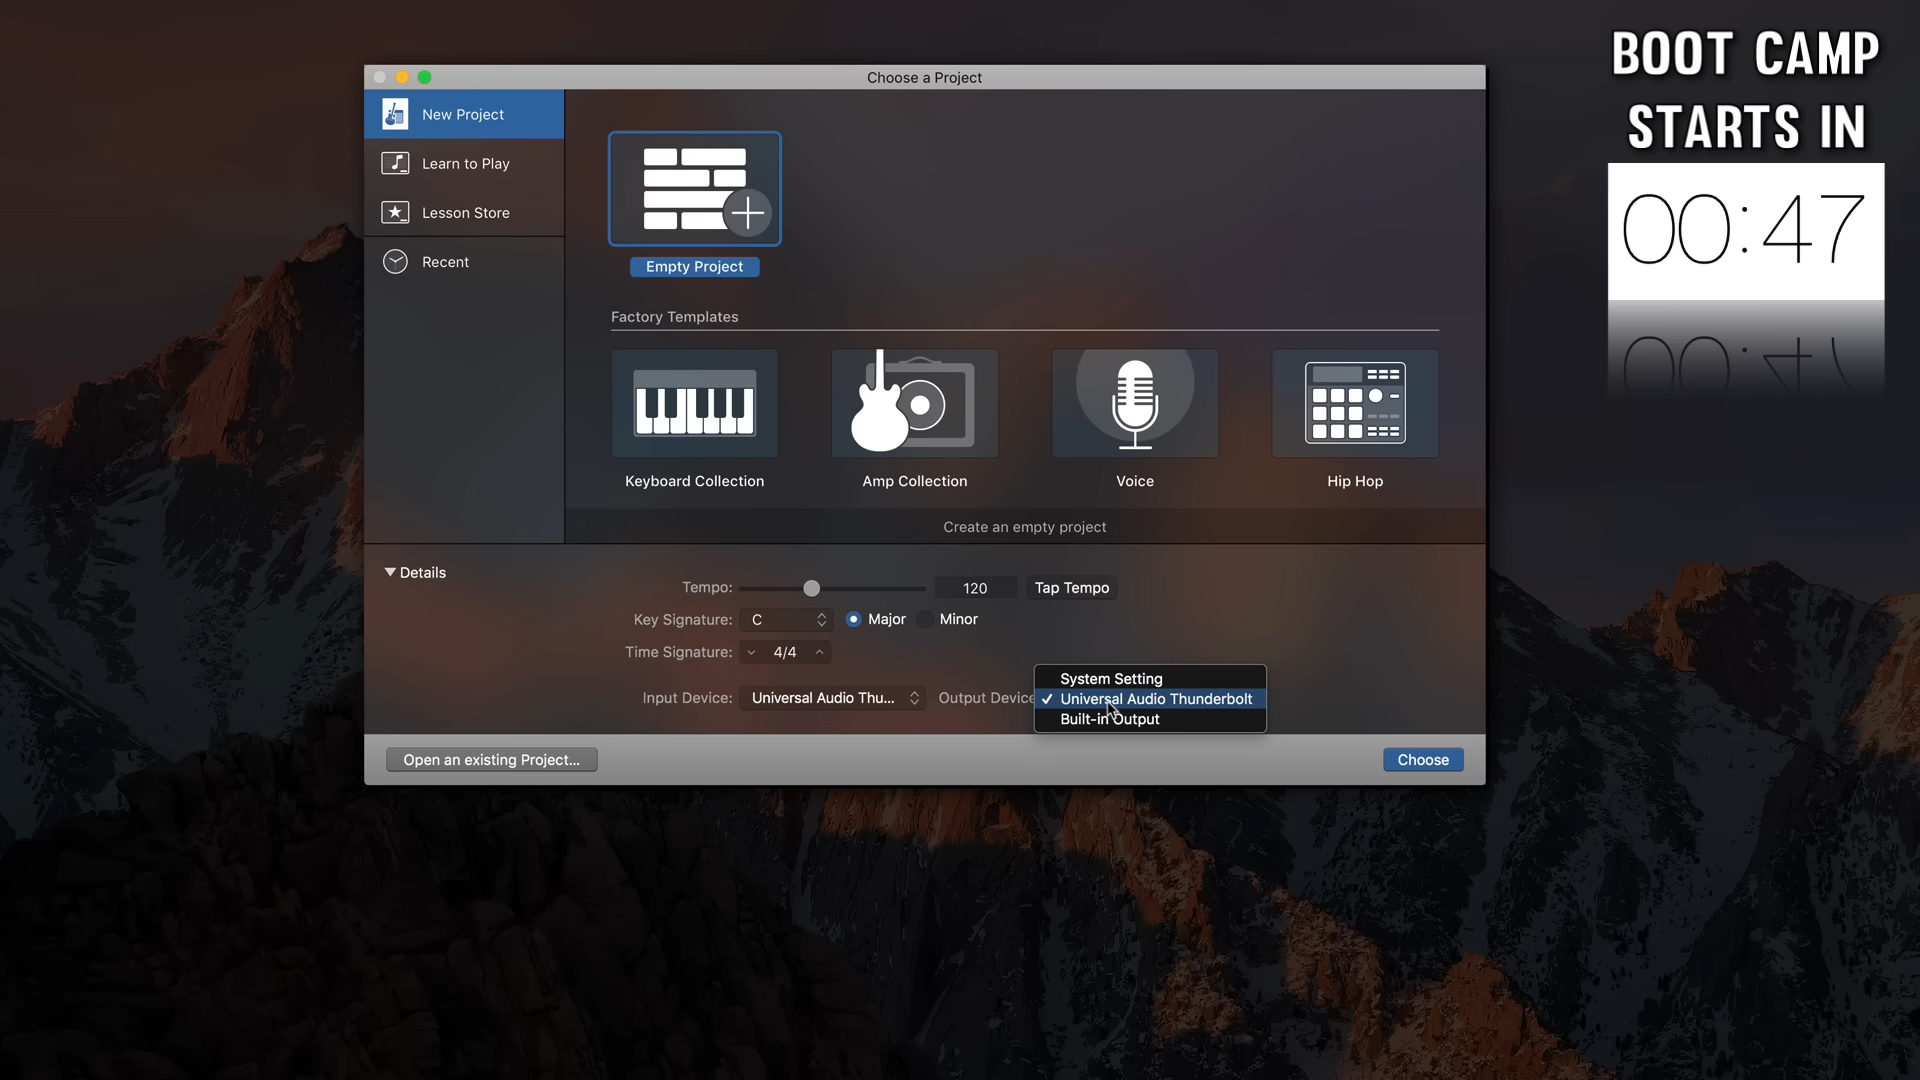 BOOT CAMP
STARTS IN
00:47
Choose a Project
New Project
Learn to Play
Lesson Store
Recent
Empty Project
Factory Templates
Keyboard Collection
Amp Collection
Voice
Hip Hop
Create an empty project
Details
Tempo:
120
Tap Tempo
Key Signature:
C
Major
Minor
Time Signature:
4/4
Input Device:
Universal Audio Thu...
Output Device
System Setting
✓ Universal Audio Thunderbolt
Built-in Output
Open an existing Project...
Choose